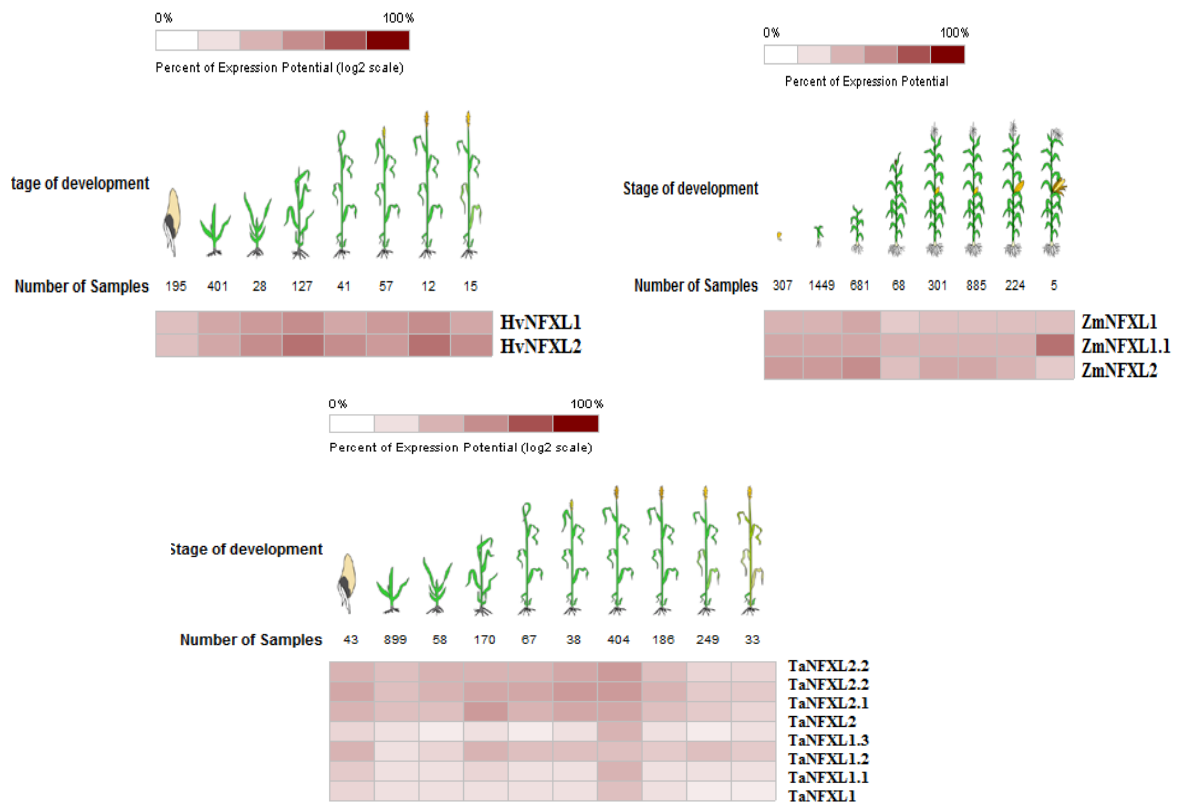 0% 100%
Percent of Expression Potential (log2 scale)
tage of development
Number of Samples 195 401 28 127 41 57 12 15
HvNFXL1
HvNFXL2
0% 100%
Percent of Expression Potential
Stage of development
Number of Samples 307 1449 681 68 301 885 224 5
ZmNFXL1
ZmNFXL1.1
ZmNFXL2
0% 100%
Percent of Expression Potential (log2 scale)
Stage of development
Number of Samples 43 899 58 170 67 38 404 186 249 33
TaNFXL2.2
TaNFXL2.2
TaNFXL2.1
TaNFXL2
TaNFXL1.3
TaNFXL1.2
TaNFXL1.1
TaNFXL1